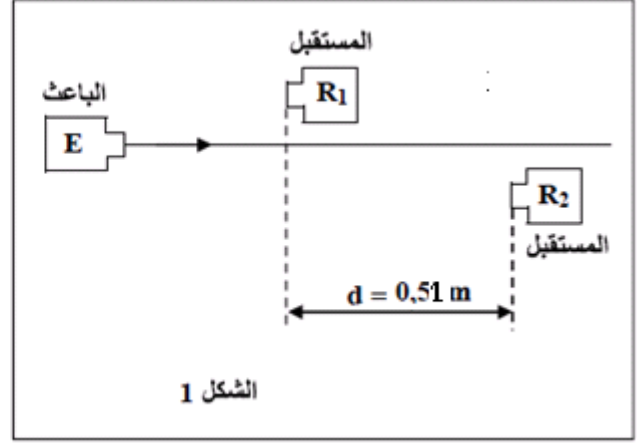 المستقبل
R1
الباعث
E
R2
المستقبل
d = 0,51 m
الشكل 1